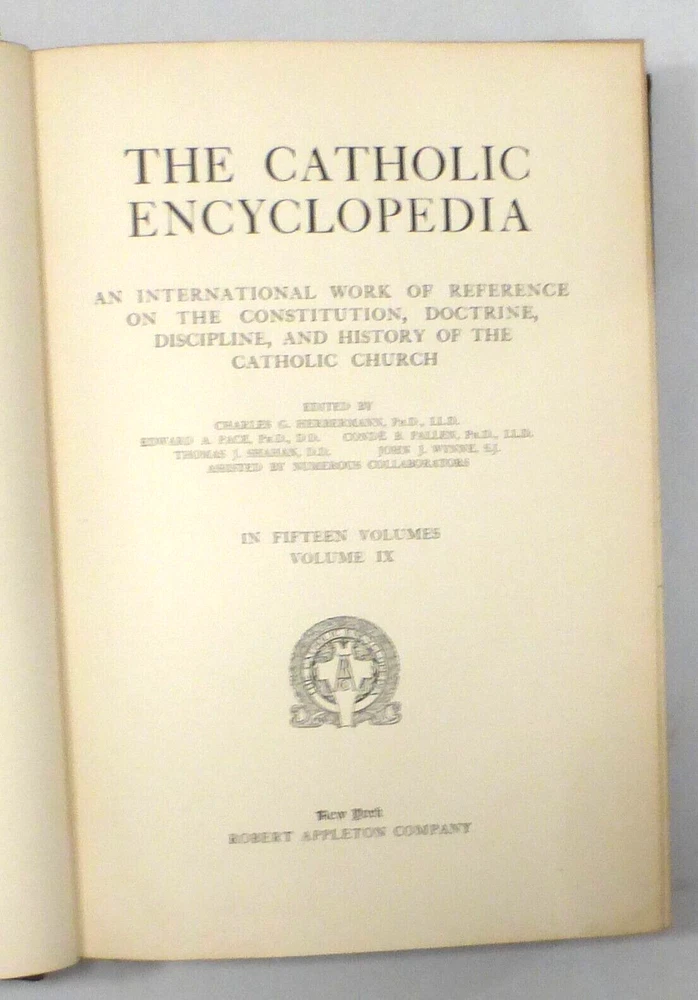 THE CATHOLIC
ENCYCLOPEDIA
AN INTERNATIONAL WORK OF REFERENCE
ON THE CONSTITUTION, DOCTRINE,
DISCIPLINE, AND HISTORY OF THE
CATHOLIC CHURCH
EDITED BY
CHARLES G. HERBERMANN, PH.D., LL.D.
EDWARD A. PACE, PH.D., D.D. CONDÉ B. PALLEN, PH.D., LL.D.
THOMAS J. SHAHAN, D.D. JOHN J. WYNNE, S.J.
ASSISTED BY NUMEROUS COLLABORATORS
IN FIFTEEN VOLUMES
VOLUME IX
New York
ROBERT APPLETON COMPANY